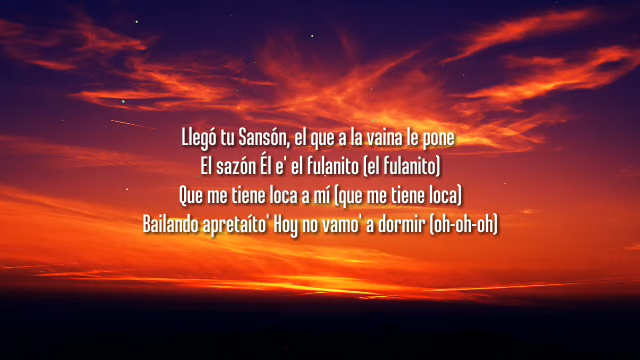 Llegó tu Sansón, el que a la vaina le pone
El sazón Él e' el fulanito (el fulanito)
Que me tiene loca a mí (que me tiene loca)
Bailando apretaíto' Hoy no vamo' a dormir (oh-oh-oh)